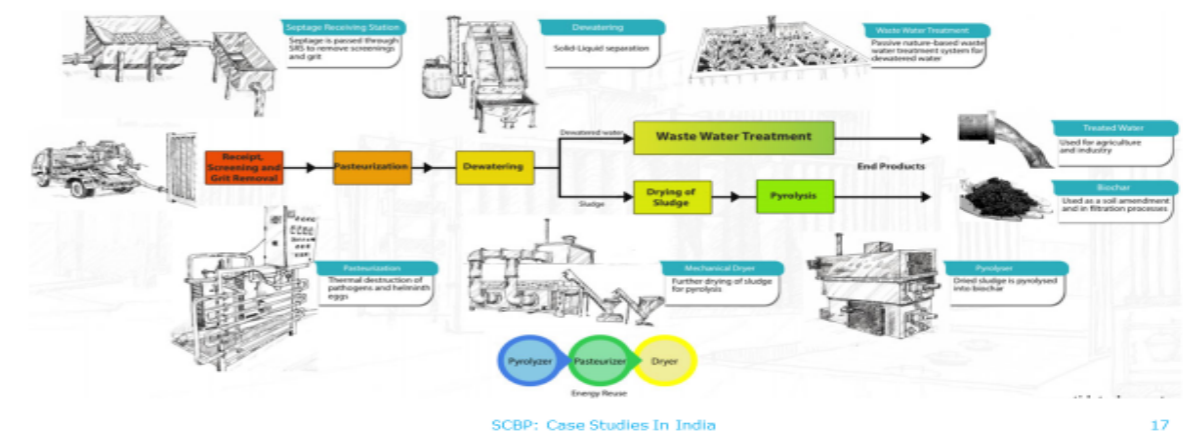 Septage Receiving Station
Septage is passed through
SRS to remove screenings
and grit
Dewatering
Solid-Liquid separation
Waste Water Treatment
Passive nature-based waste
water treatment system for
dewatered water
Receipt,
Screening and
Grit Removal
Pasteurization
Dewatering
Dewatered water
Sludge
Waste Water Treatment
Drying of
Sludge
Pyrolysis
End Products
Treated Water
Used for agriculture
and industry
Biochar
Used as a soil amendment
and in filtration processes
Pasteurization
Thermal destruction of
pathogens and helminth
eggs
Mechanical Dryer
Further drying of sludge
for pyrolysis
Pyrolyser
Dried sludge is pyrolysed
into biochar
Pyrolyzer
Pasteurizer
Dryer
Energy Reuse
SCBP: Case Studies In India
17